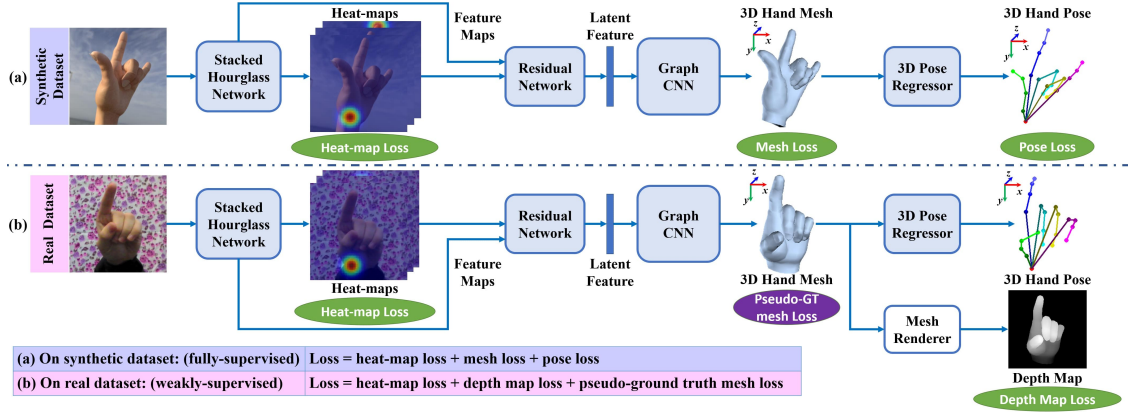 Heat-maps
Feature
Maps
Latent
Feature
3D Hand Mesh
3D Hand Pose
(a)
Synthetic
Dataset
Stacked
Hourglass
Network
Residual
Network
Graph
CNN
z
x
y
3D Pose
Regressor
z
x
y
Heat-map Loss
Mesh Loss
Pose Loss
(b)
Real Dataset
Stacked
Hourglass
Network
Residual
Network
Graph
CNN
z
x
y
3D Pose
Regressor
z
x
y
Heat-maps
Feature
Maps
Latent
Feature
3D Hand Mesh
3D Hand Pose
Heat-map Loss
Pseudo-GT
mesh Loss
Mesh
Renderer
Depth Map
Depth Map Loss
(a) On synthetic dataset: (fully-supervised) Loss = heat-map loss + mesh loss + pose loss
(b) On real dataset: (weakly-supervised) Loss = heat-map loss + depth map loss + pseudo-ground truth mesh loss